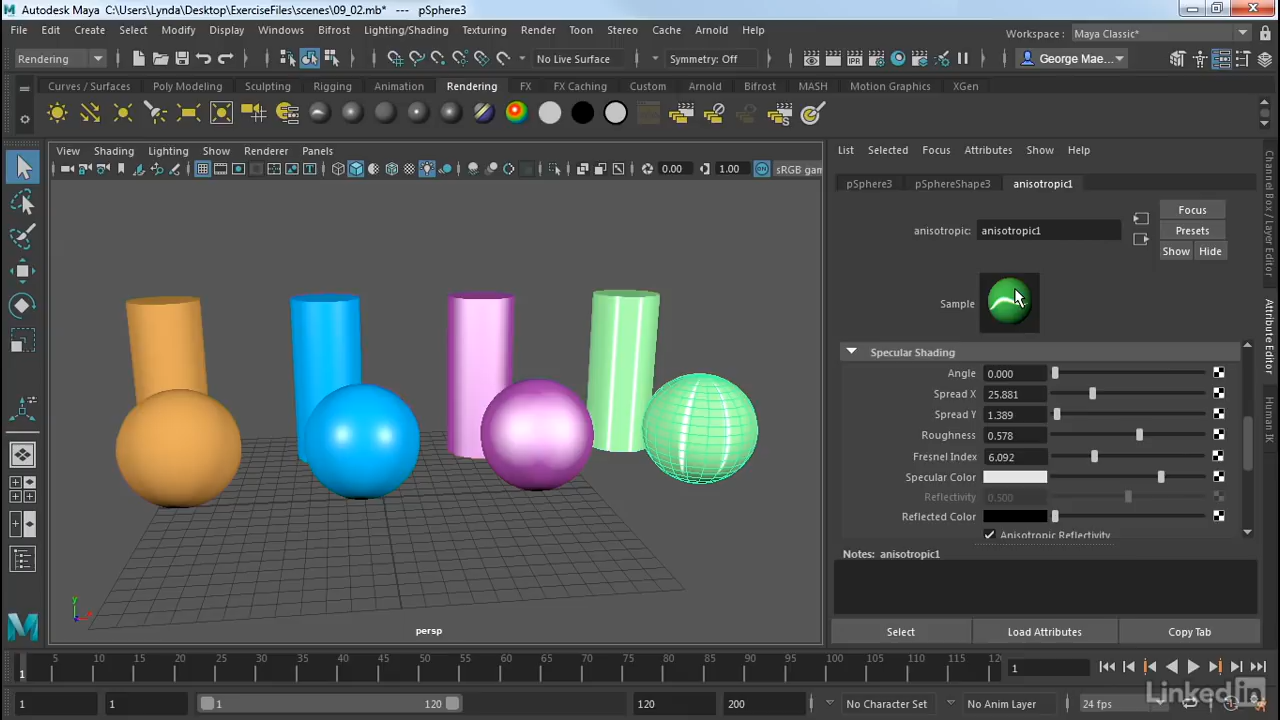 Autodesk Maya C:\Users\Lynda\Desktop\ExerciseFiles\scenes\09_02.mb* --- pSphere3
File Edit Create Select Modify Display Windows Bifrost Lighting/Shading Texturing Render Toon Stereo Cache Arnold Help Workspace : Maya Classic*
Rendering No Live Surface Symmetry: Off IPR George Mae...
Curves / Surfaces Poly Modeling Sculpting Rigging Animation Rendering FX FX Caching Custom Arnold Bifrost MASH Motion Graphics XGen
View Shading Lighting Show Renderer Panels
0.00 1.00 sRGB gam
persp
List Selected Focus Attributes Show Help
pSphere3 pSphereShape3 anisotropic1
Focus
anisotropic: anisotropic1 Presets
Show Hide
Sample
Specular Shading
Angle 0.000
Spread X 25.881
Spread Y 1.389
Roughness 0.578
Fresnel Index 6.092
Specular Color
Reflectivity 0.500
Reflected Color
Anisotropic Reflectivity
Notes: anisotropic1
Select Load Attributes Copy Tab
Channel Box / Layer Editor
Attribute Editor
Human IK
1 5 10 15 20 25 30 35 40 45 50 55 60 65 70 75 80 85 90 95 100 105 110 115 12 1
1 1 1 120 120 200 No Character Set No Anim Layer 24 fps
LinkedIn